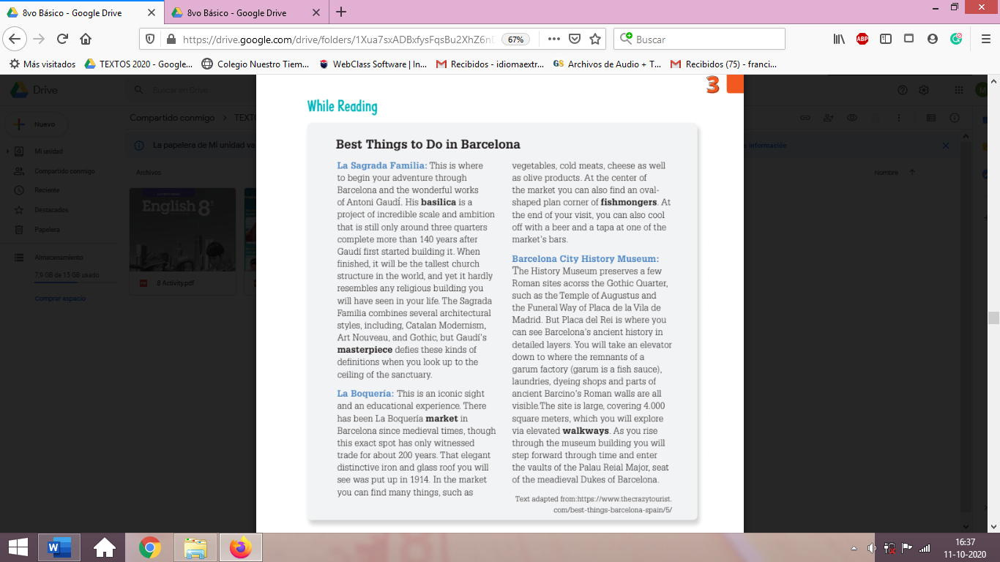 8vo Básico - Google Drive
8vo Básico - Google Drive
https://drive.google.com/drive/folders/1Xua7sxADBxfysFqsBu2XhZ6nD
67%
Buscar
ABP
Más visitados
TEXTOS 2020 - Google...
Colegio Nuestro Tiem...
WebClass Software | In...
Recibidos - idiomaextr...
GS Archivos de Audio + T...
Recibidos (75) - franci...
Drive
Buscar en Drive
Nuevo
Compartido conmigo
TEXTO
La papelera de Mi unidad va
información
Mi unidad
Compartido conmigo
Reciente
Destacados
Papelera
Almacenamiento
7,9 GB de 15 GB usado
Comprar espacio
Archivos
Nombre
English 8°
8 Activity.pdf
3
While Reading
Best Things to Do in Barcelona
La Sagrada Familia: This is where
to begin your adventure through
Barcelona and the wonderful works
of Antoni Gaudí. His basilica is a
project of incredible scale and ambition
that is still only around three quarters
complete more than 140 years after
Gaudí first started building it. When
finished, it will be the tallest church
structure in the world, and yet it hardly
resembles any religious building you
will have seen in your life. The Sagrada
Familia combines several architectural
styles, including, Catalan Modernism,
Art Nouveau, and Gothic, but Gaudí's
masterpiece defies these kinds of
definitions when you look up to the
ceiling of the sanctuary.
La Boquería: This is an iconic sight
and an educational experience. There
has been La Boquería market in
Barcelona since medieval times, though
this exact spot has only witnessed
trade for about 200 years. That elegant
distinctive iron and glass roof you will
see was put up in 1914. In the market
you can find many things, such as
vegetables, cold meats, cheese as well
as olive products. At the center of
the market you can also find an oval-
shaped plan corner of fishmongers. At
the end of your visit, you can also cool
off with a beer and a tapa at one of the
market's bars.
Barcelona City History Museum:
The History Museum preserves a few
Roman sites acorss the Gothic Quarter,
such as the Temple of Augustus and
the Funeral Way of Placa de la Vila de
Madrid. But Placa del Rei is where you
can see Barcelona's ancient history in
detailed layers. You will take an elevator
down to where the remnants of a
garum factory (garum is a fish sauce),
laundries, dyeing shops and parts of
ancient Barcino's Roman walls are all
visible.The site is large, covering 4.000
square meters, which you will explore
via elevated walkways. As you rise
through the museum building you will
step forward through time and enter
the vaults of the Palau Reial Major, seat
of the meadieval Dukes of Barcelona.
Text adapted from:https://www.thecrazytourist.
com/best-things-barcelona-spain/5/
16:37
11-10-2020